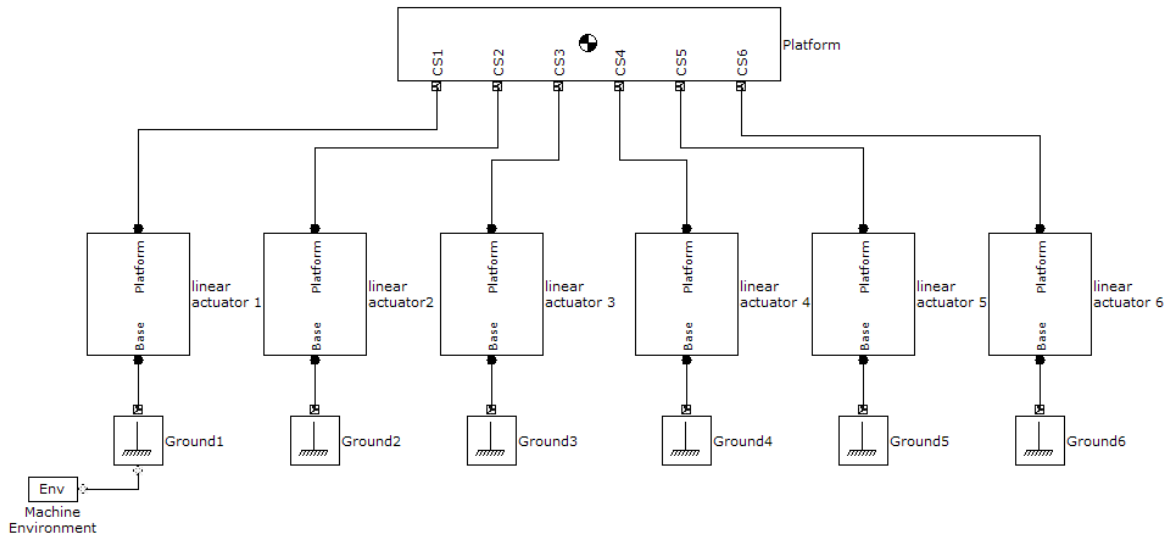 CS1
CS2
CS3
CS4
CS5
CS6
Platform
Platform
Base
linear
actuator 1
Platform
Base
linear
actuator2
Platform
Base
linear
actuator 3
Platform
Base
linear
actuator 4
Platform
Base
linear
actuator 5
Platform
Base
linear
actuator 6
Ground1
Ground2
Ground3
Ground4
Ground5
Ground6
Env
Machine
Environment